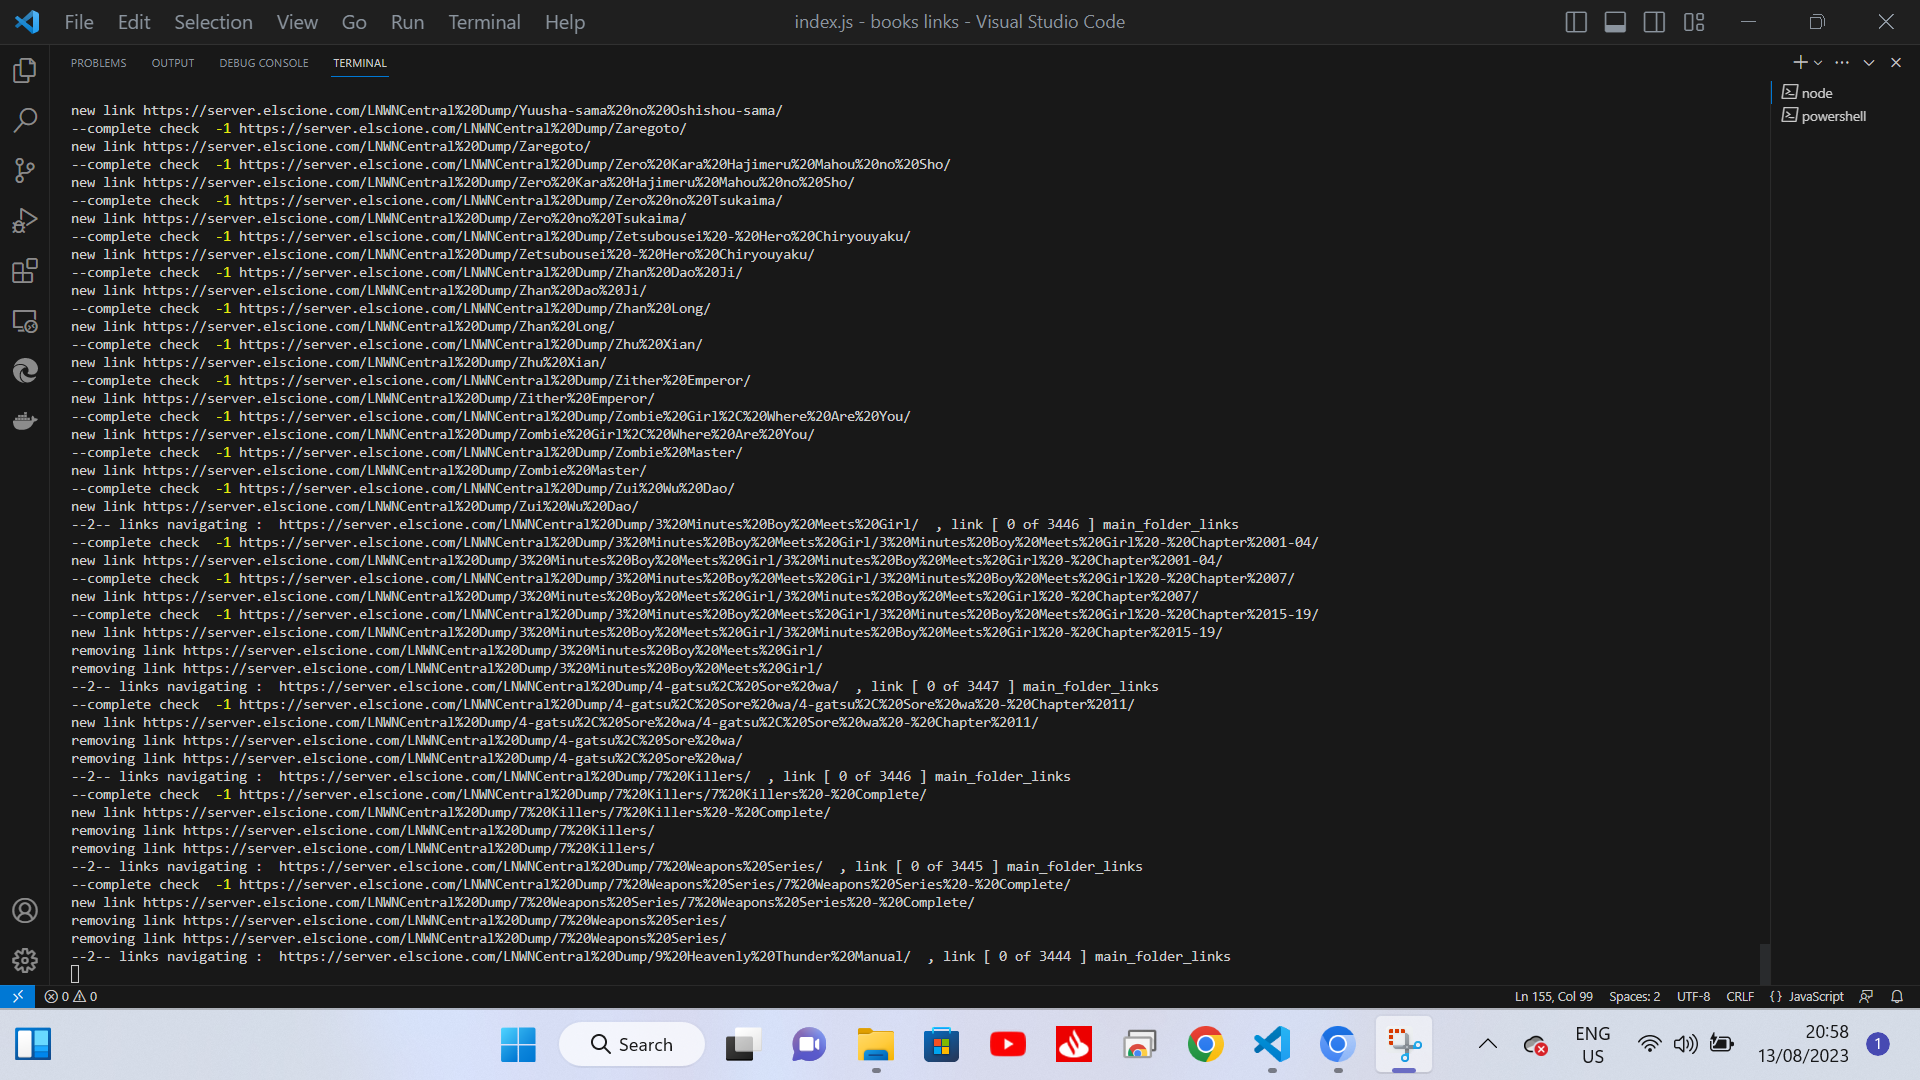 File Edit Selection View Go Run Terminal Help index.js - books links - Visual Studio Code
PROBLEMS OUTPUT DEBUG CONSOLE TERMINAL
node
powershell
new link https://server.elscione.com/LNWNCentral%20Dump/Yuusha-sama%20no%20Oshishou-sama/
--complete check  -1 https://server.elscione.com/LNWNCentral%20Dump/Zaregoto/
new link https://server.elscione.com/LNWNCentral%20Dump/Zaregoto/
--complete check  -1 https://server.elscione.com/LNWNCentral%20Dump/Zero%20Kara%20Hajimeru%20Mahou%20no%20Sho/
new link https://server.elscione.com/LNWNCentral%20Dump/Zero%20Kara%20Hajimeru%20Mahou%20no%20Sho/
--complete check  -1 https://server.elscione.com/LNWNCentral%20Dump/Zero%20no%20Tsukaima/
new link https://server.elscione.com/LNWNCentral%20Dump/Zero%20no%20Tsukaima/
--complete check  -1 https://server.elscione.com/LNWNCentral%20Dump/Zetsubousei%20-%20Hero%20Chiryouyaku/
new link https://server.elscione.com/LNWNCentral%20Dump/Zetsubousei%20-%20Hero%20Chiryouyaku/
--complete check  -1 https://server.elscione.com/LNWNCentral%20Dump/Zhan%20Dao%20Ji/
new link https://server.elscione.com/LNWNCentral%20Dump/Zhan%20Dao%20Ji/
--complete check  -1 https://server.elscione.com/LNWNCentral%20Dump/Zhan%20Long/
new link https://server.elscione.com/LNWNCentral%20Dump/Zhan%20Long/
--complete check  -1 https://server.elscione.com/LNWNCentral%20Dump/Zhu%20Xian/
new link https://server.elscione.com/LNWNCentral%20Dump/Zhu%20Xian/
--complete check  -1 https://server.elscione.com/LNWNCentral%20Dump/Zither%20Emperor/
new link https://server.elscione.com/LNWNCentral%20Dump/Zither%20Emperor/
--complete check  -1 https://server.elscione.com/LNWNCentral%20Dump/Zombie%20Girl%2C%20Where%20Are%20You/
new link https://server.elscione.com/LNWNCentral%20Dump/Zombie%20Girl%2C%20Where%20Are%20You/
--complete check  -1 https://server.elscione.com/LNWNCentral%20Dump/Zombie%20Master/
new link https://server.elscione.com/LNWNCentral%20Dump/Zombie%20Master/
--complete check  -1 https://server.elscione.com/LNWNCentral%20Dump/Zui%20Wu%20Dao/
new link https://server.elscione.com/LNWNCentral%20Dump/Zui%20Wu%20Dao/
--2-- links navigating :  https://server.elscione.com/LNWNCentral%20Dump/3%20Minutes%20Boy%20Meets%20Girl/  , link [ 0 of 3446 ] main_folder_links
--complete check  -1 https://server.elscione.com/LNWNCentral%20Dump/3%20Minutes%20Boy%20Meets%20Girl/3%20Minutes%20Boy%20Meets%20Girl%20-%20Chapter%2001-04/
new link https://server.elscione.com/LNWNCentral%20Dump/3%20Minutes%20Boy%20Meets%20Girl/3%20Minutes%20Boy%20Meets%20Girl%20-%20Chapter%2001-04/
--complete check  -1 https://server.elscione.com/LNWNCentral%20Dump/3%20Minutes%20Boy%20Meets%20Girl/3%20Minutes%20Boy%20Meets%20Girl%20-%20Chapter%2007/
new link https://server.elscione.com/LNWNCentral%20Dump/3%20Minutes%20Boy%20Meets%20Girl/3%20Minutes%20Boy%20Meets%20Girl%20-%20Chapter%2007/
--complete check  -1 https://server.elscione.com/LNWNCentral%20Dump/3%20Minutes%20Boy%20Meets%20Girl/3%20Minutes%20Boy%20Meets%20Girl%20-%20Chapter%2015-19/
new link https://server.elscione.com/LNWNCentral%20Dump/3%20Minutes%20Boy%20Meets%20Girl/3%20Minutes%20Boy%20Meets%20Girl%20-%20Chapter%2015-19/
removing link https://server.elscione.com/LNWNCentral%20Dump/3%20Minutes%20Boy%20Meets%20Girl/
removing link https://server.elscione.com/LNWNCentral%20Dump/3%20Minutes%20Boy%20Meets%20Girl/
--2-- links navigating :  https://server.elscione.com/LNWNCentral%20Dump/4-gatsu%2C%20Sore%20wa/  , link [ 0 of 3447 ] main_folder_links
--complete check  -1 https://server.elscione.com/LNWNCentral%20Dump/4-gatsu%2C%20Sore%20wa/4-gatsu%2C%20Sore%20wa%20-%20Chapter%2011/
new link https://server.elscione.com/LNWNCentral%20Dump/4-gatsu%2C%20Sore%20wa/4-gatsu%2C%20Sore%20wa%20-%20Chapter%2011/
removing link https://server.elscione.com/LNWNCentral%20Dump/4-gatsu%2C%20Sore%20wa/
removing link https://server.elscione.com/LNWNCentral%20Dump/4-gatsu%2C%20Sore%20wa/
--2-- links navigating :  https://server.elscione.com/LNWNCentral%20Dump/7%20Killers/  , link [ 0 of 3446 ] main_folder_links
--complete check  -1 https://server.elscione.com/LNWNCentral%20Dump/7%20Killers/7%20Killers%20-%20Complete/
new link https://server.elscione.com/LNWNCentral%20Dump/7%20Killers/7%20Killers%20-%20Complete/
removing link https://server.elscione.com/LNWNCentral%20Dump/7%20Killers/
removing link https://server.elscione.com/LNWNCentral%20Dump/7%20Killers/
--2-- links navigating :  https://server.elscione.com/LNWNCentral%20Dump/7%20Weapons%20Series/  , link [ 0 of 3445 ] main_folder_links
--complete check  -1 https://server.elscione.com/LNWNCentral%20Dump/7%20Weapons%20Series/7%20Weapons%20Series%20-%20Complete/
new link https://server.elscione.com/LNWNCentral%20Dump/7%20Weapons%20Series/7%20Weapons%20Series%20-%20Complete/
removing link https://server.elscione.com/LNWNCentral%20Dump/7%20Weapons%20Series/
removing link https://server.elscione.com/LNWNCentral%20Dump/7%20Weapons%20Series/
--2-- links navigating :  https://server.elscione.com/LNWNCentral%20Dump/9%20Heavenly%20Thunder%20Manual/  , link [ 0 of 3444 ] main_folder_links
0 0 Ln 155, Col 99 Spaces: 2 UTF-8 CRLF {} JavaScript
Search
ENG
US
20:58
13/08/2023
1